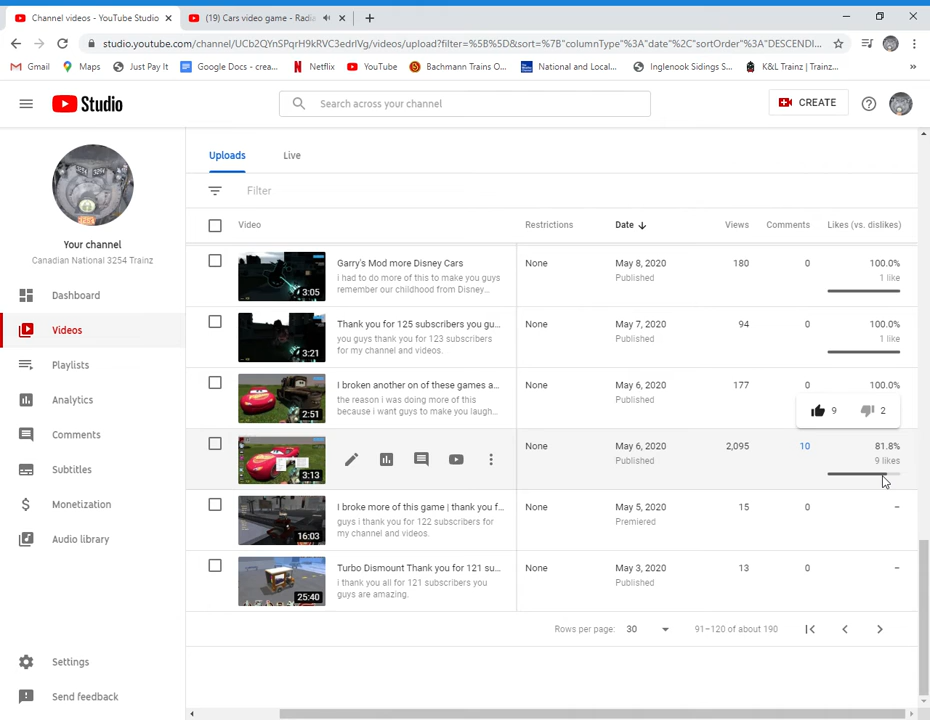 Channel videos - YouTube Studio
(19) Cars video game - Radia
studio.youtube.com/channel/UCb2QYnSPqrH9kRVC3edrIVg/videos/upload?filter=%5B%5D&sort=%7B"columnType"%3A"date"%2C"sortOrder"%3A"DESCENDI...
Gmail Maps Just Pay It Google Docs - crea... Netflix YouTube Bachmann Trains O... National and Local... Inglenook Sidings S... K&L Trainz | Trainz... »
Studio
Search across your channel
CREATE
Your channel
Canadian National 3254 Trainz
Dashboard
Videos
Playlists
Analytics
Comments
Subtitles
Monetization
Audio library
Settings
Send feedback
Uploads Live
Filter
Video Restrictions Date Views Comments Likes (vs. dislikes)
3:05
Garry's Mod more Disney Cars
i had to do more of this to make you guys
remember our childhood from Disney...
None May 8, 2020 180 0 100.0%
Published 1 like
3:21
Thank you for 125 subscribers you gu...
you guys thank you for 123 subscribers
for my channel and videos.
None May 7, 2020 94 0 100.0%
Published 1 like
2:51
I broken another on of these games a...
the reason i was doing more of this
because i want guys to make you laugh...
None May 6, 2020 177 0 100.0%
Published
9 2
3:13
None May 6, 2020 2,095 10 81.8%
Published 9 likes
16:03
I broke more of this game | thank you f...
guys i thank you for 122 subscribers for
my channel and videos.
None May 5, 2020 15 0 –
Premiered
25:40
Turbo Dismount Thank you for 121 su...
i thank you all for 121 subscribers you
guys are amazing.
None May 3, 2020 13 0 –
Published
Rows per page: 30 91–120 of about 190